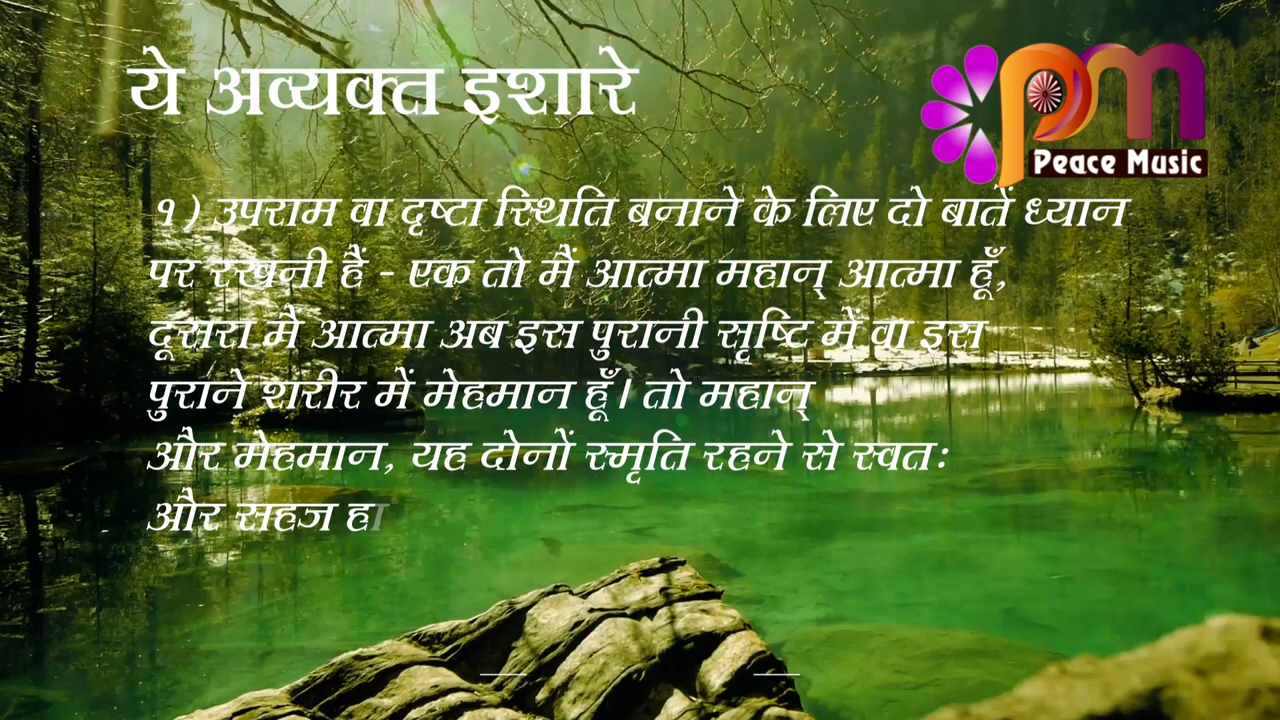 ये अव्यक्त इशारे
Peace Music
१) उपराम वा दृष्टा स्थिति बनाने के लिए दो बातें ध्यान
पर रखनी हैं - एक तो मैं आत्मा महान् आत्मा हूँ,
दूसरा मै आत्मा अब इस पुरानी सृष्टि में वा इस
पुराने शरीर में मेहमान हूँ। तो महान्
और मेहमान, यह दोनों स्मृति रहने से स्वतः
और सहज